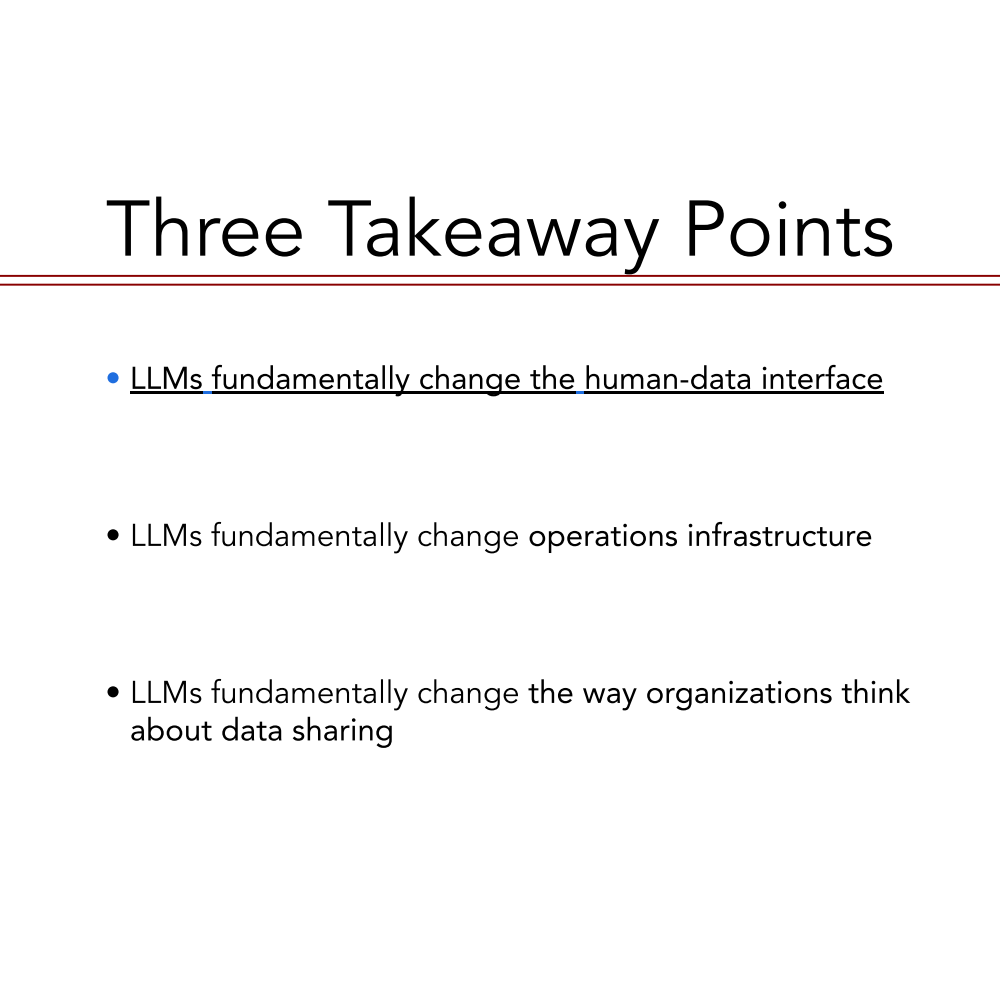 Three Takeaway Points
• LLMs fundamentally change the human-data interface
• LLMs fundamentally change operations infrastructure
• LLMs fundamentally change the way organizations think
about data sharing